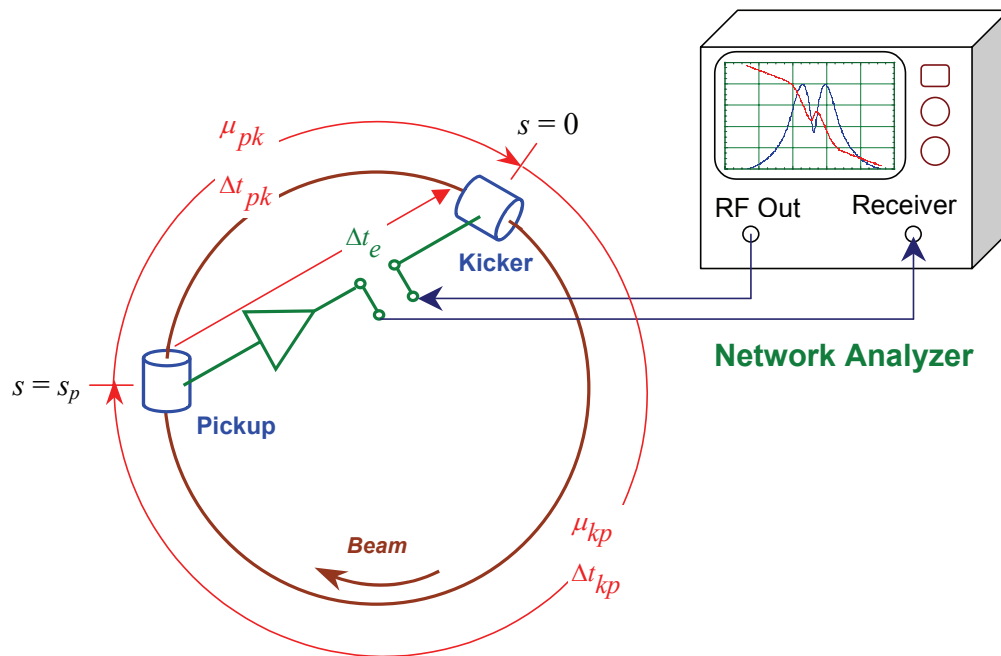 μpk
Δtpk
s = 0
Δte
Kicker
RF Out
Receiver
Network Analyzer
s = sp
Pickup
Beam
μkp
Δtkp